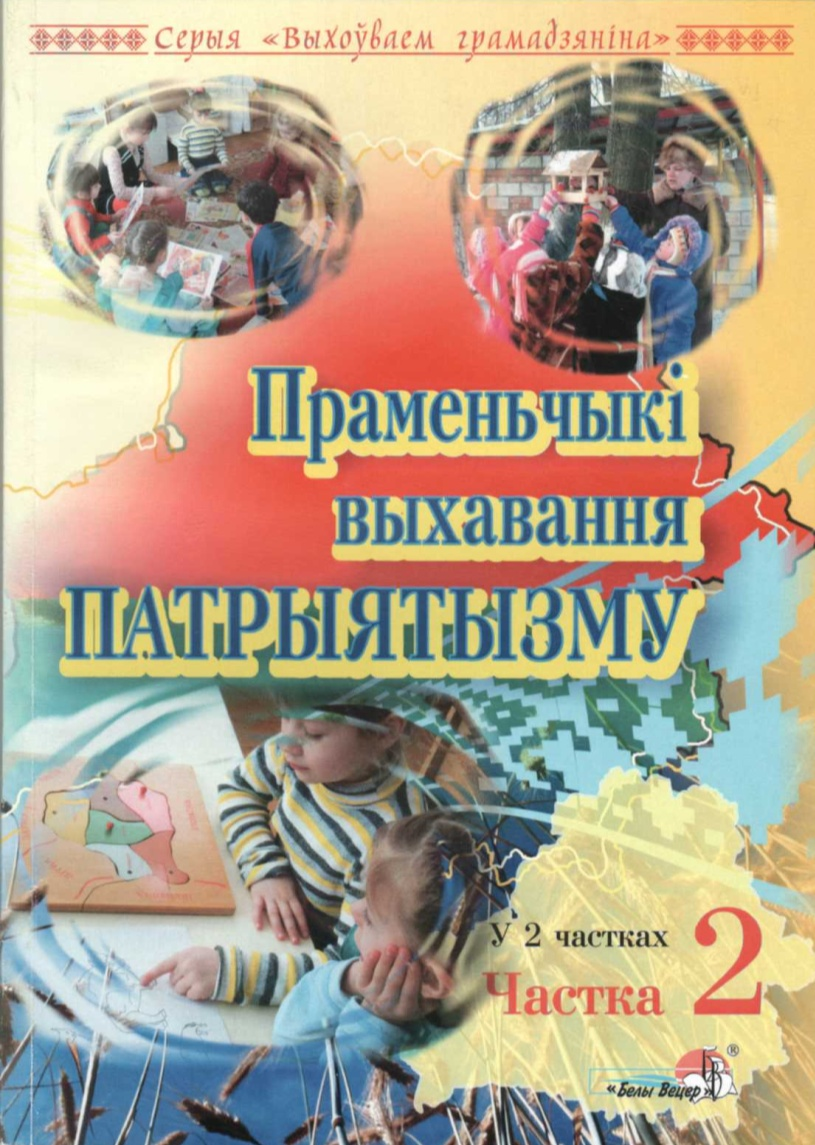 Серыя «Выхоўваем грамадзяніна»
Праменьчыкі
выхавання
ПАТРЫЯТЫЗМУ
У 2 частках
Частка 2
«Белы Вецер»®